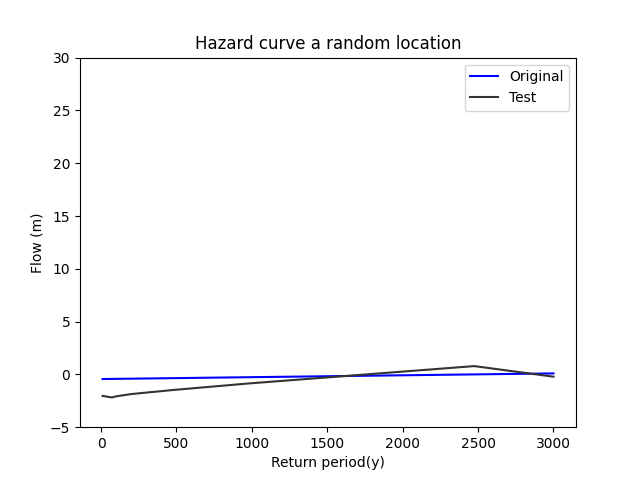 Hazard curve a random location
Original
Test
30
25
20
15
10
5
0
−5
Flow (m)
0 500 1000 1500 2000 2500 3000
Return period(y)